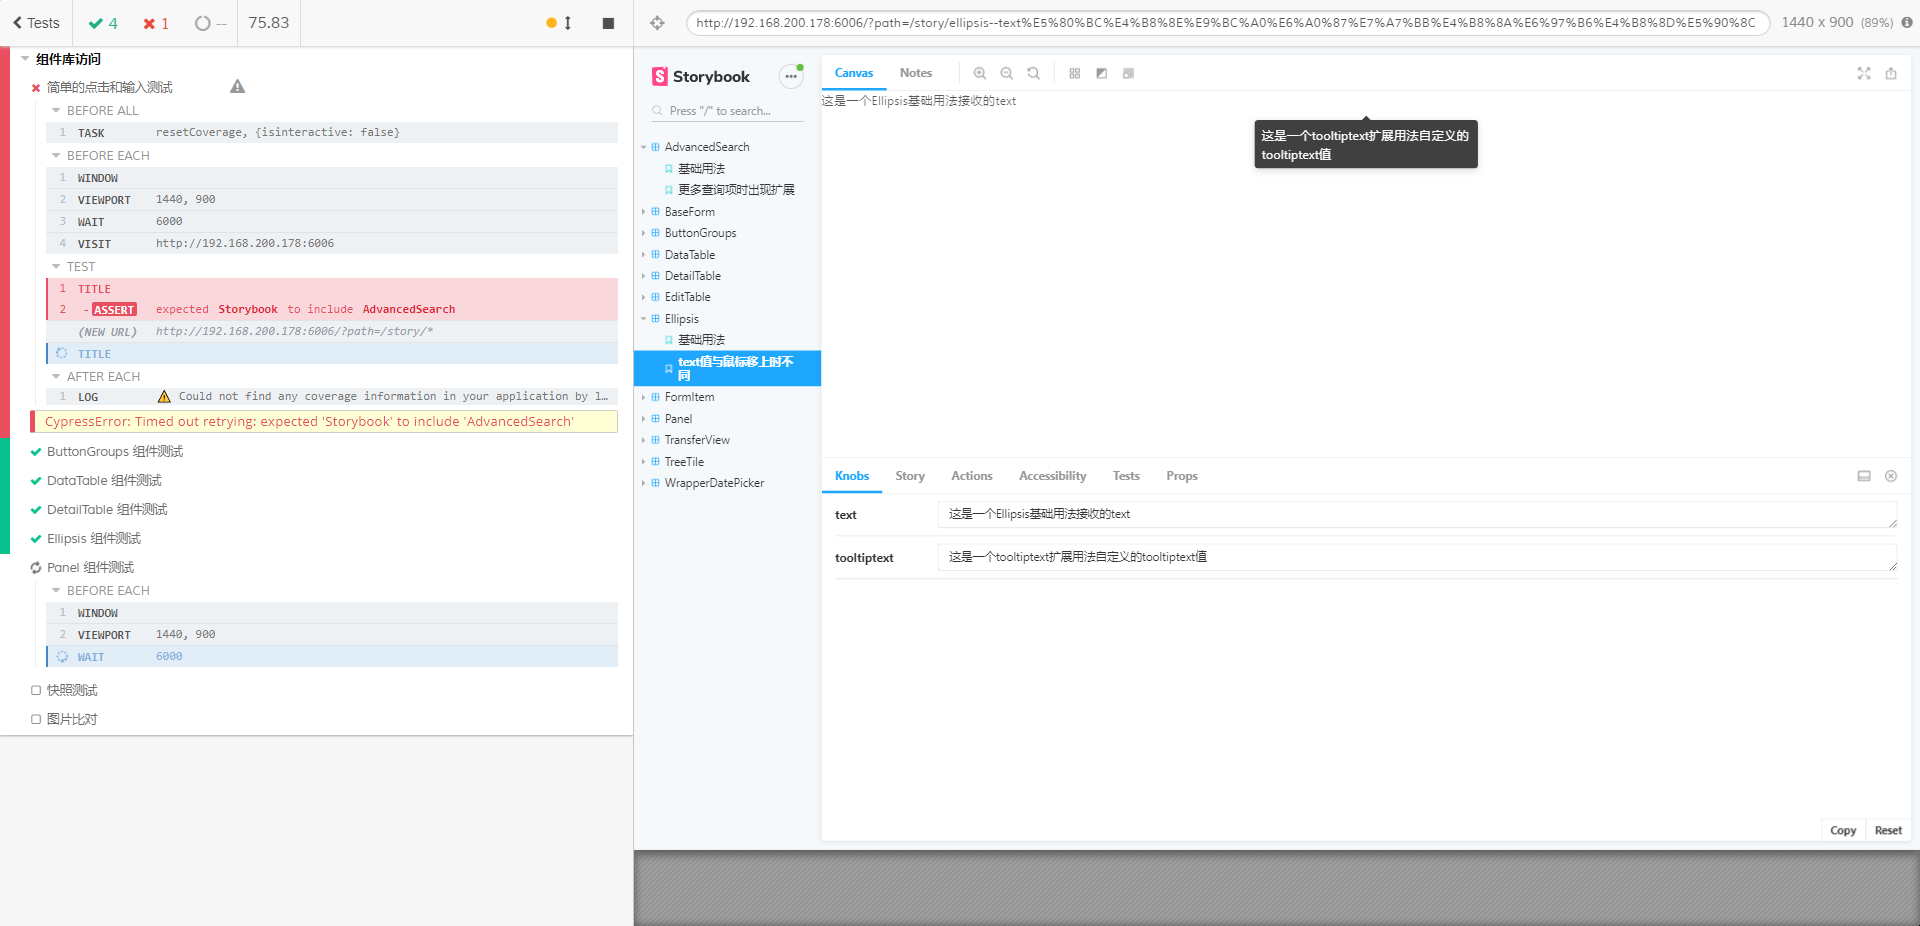 Tests
4
1
--
75.83
http://192.168.200.178:6006/?path=/story/ellipsis--text%E5%80%BC%E4%B8%8E%E9%BC%A0%E6%A0%87%E7%A7%BB%E4%B8%8A%E6%97%B6%E4%B8%8D%E5%90%8C
1440 x 900 (89%)
组件库访问
简单的点击和输入测试
BEFORE ALL
1 TASK resetCoverage, {isinteractive: false}
BEFORE EACH
1 WINDOW
2 VIEWPORT 1440, 900
3 WAIT 6000
4 VISIT http://192.168.200.178:6006
TEST
1 TITLE
2 -ASSERT expected Storybook to include AdvancedSearch
(NEW URL) http://192.168.200.178:6006/?path=/story/*
TITLE
AFTER EACH
1 LOG Could not find any coverage information in your application by l...
CypressError: Timed out retrying: expected 'Storybook' to include 'AdvancedSearch'
ButtonGroups 组件测试
DataTable 组件测试
DetailTable 组件测试
Ellipsis 组件测试
Panel 组件测试
BEFORE EACH
1 WINDOW
2 VIEWPORT 1440, 900
WAIT 6000
快照测试
图片比对
Storybook
Press "/" to search...
AdvancedSearch
基础用法
更多查询项时出现扩展
BaseForm
ButtonGroups
DataTable
DetailTable
EditTable
Ellipsis
基础用法
text值与鼠标移上时不
同
FormItem
Panel
TransferView
TreeTile
WrapperDatePicker
Canvas
Notes
这是一个Ellipsis基础用法接收的text
这是一个tooltiptext扩展用法自定义的
tooltiptext值
Knobs
Story
Actions
Accessibility
Tests
Props
text
这是一个Ellipsis基础用法接收的text
tooltiptext
这是一个tooltiptext扩展用法自定义的tooltiptext值
Copy
Reset